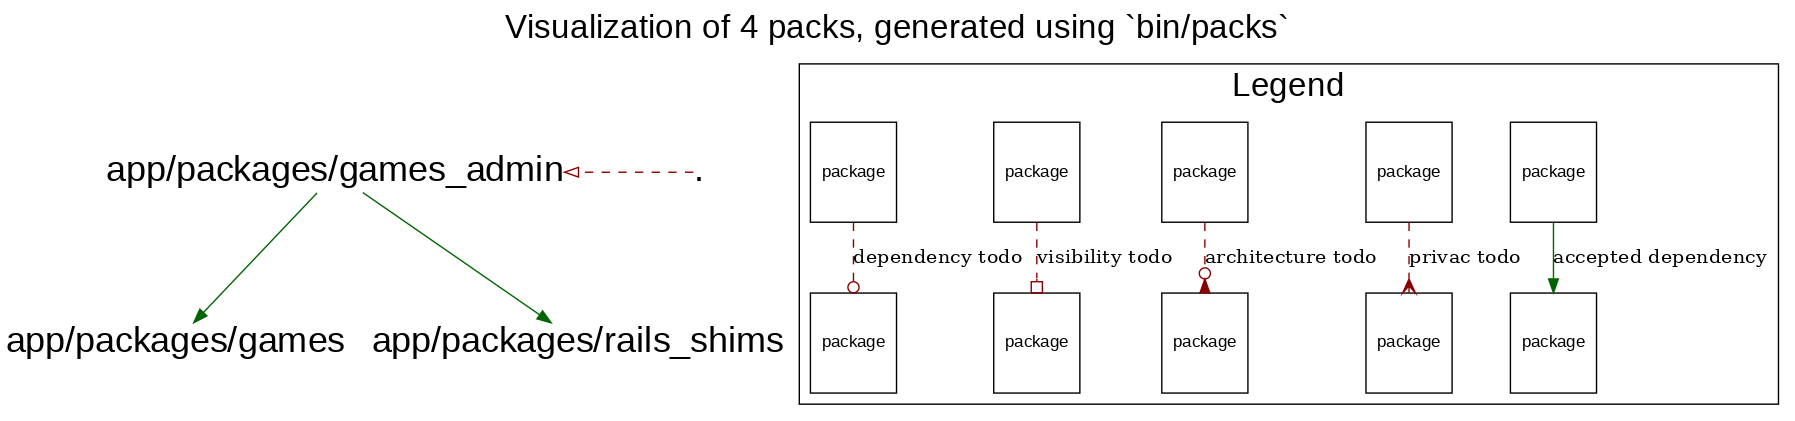 Visualization of 4 packs, generated using `bin/packs`
Legend
app/packages/games_admin
.
package
package
package
package
package
dependency todo
visibility todo
architecture todo
privac todo
accepted dependency
app/packages/games
app/packages/rails_shims
package
package
package
package
package